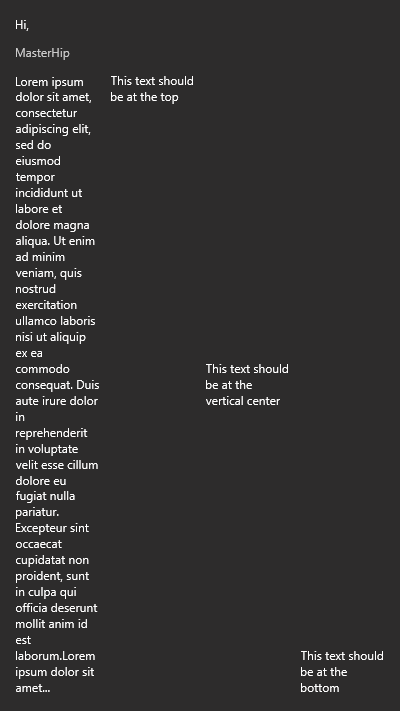 Hi,
MasterHip
Lorem ipsum
dolor sit amet,
consectetur
adipiscing elit,
sed do
eiusmod
tempor
incididunt ut
labore et
dolore magna
aliqua. Ut enim
ad minim
veniam, quis
nostrud
exercitation
ullamco laboris
nisi ut aliquip
ex ea
commodo
consequat. Duis
aute irure dolor
in
reprehenderit
in voluptate
velit esse cillum
dolore eu
fugiat nulla
pariatur.
Excepteur sint
occaecat
cupidatat non
proident, sunt
in culpa qui
officia deserunt
mollit anim id
est
laborum.Lorem
ipsum dolor sit
amet...
This text should
be at the top
This text should
be at the
vertical center
This text should
be at the
bottom